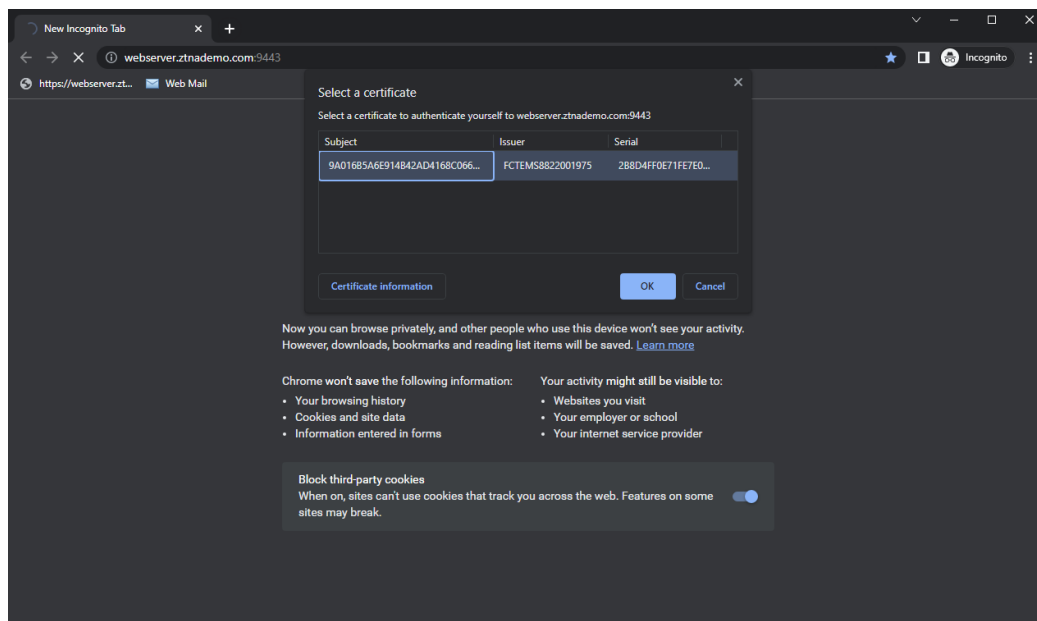 New Incognito Tab
webserver.ztnademo.com:9443
Incognito
https://webserver.zt... Web Mail
Select a certificate
Select a certificate to authenticate yourself to webserver.ztnademo.com:9443
Subject Issuer Serial
9A016B5A6E914B42AD4168C066... FCTEMS8822001975 2B8D4FF0E71FE7E0...
Certificate information OK Cancel
Now you can browse privately, and other people who use this device won't see your activity.
However, downloads, bookmarks and reading list items will be saved. Learn more
Chrome won't save the following information:
• Your browsing history
• Cookies and site data
• Information entered in forms
Your activity might still be visible to:
• Websites you visit
• Your employer or school
• Your internet service provider
Block third-party cookies
When on, sites can't use cookies that track you across the web. Features on some
sites may break.